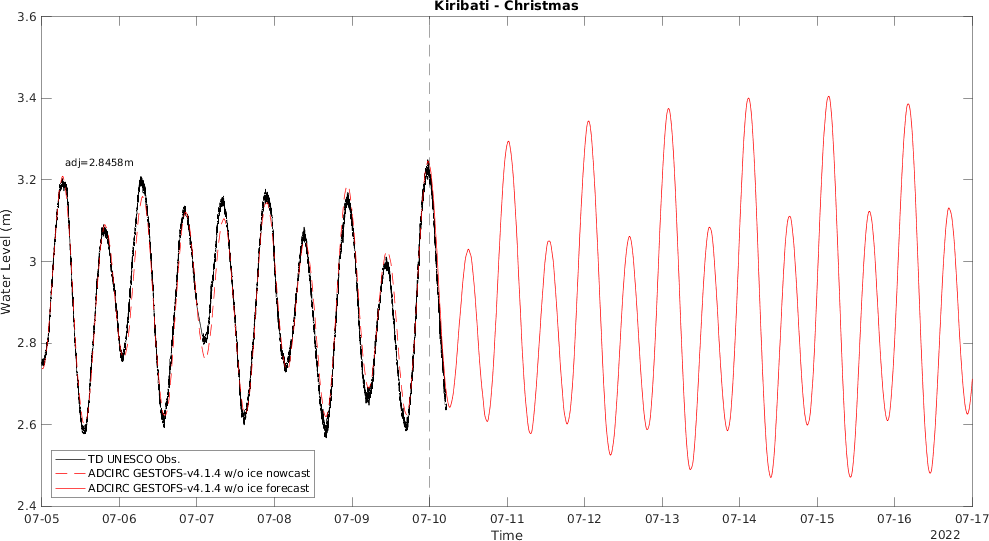 Kiribati - Christmas
3.6
3.4
3.2
3
2.8
2.6
2.4
Water Level (m)
adj=2.8458m
TD UNESCO Obs.
ADCIRC GESTOFS-v4.1.4 w/o ice nowcast
ADCIRC GESTOFS-v4.1.4 w/o ice forecast
07-05 07-06 07-07 07-08 07-09 07-10 07-11 07-12 07-13 07-14 07-15 07-16 07-17
Time
2022